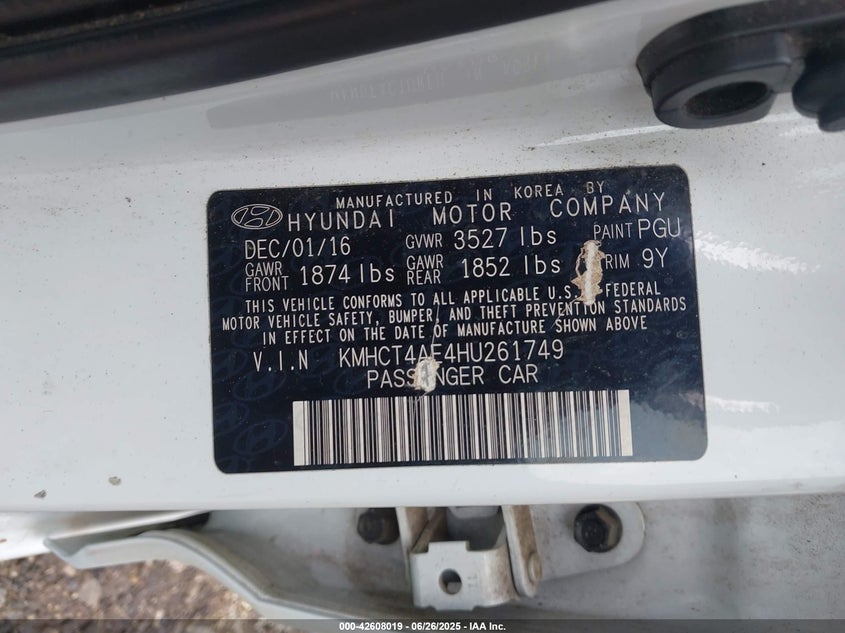 MANUFACTURED IN KOREA BY
HYUNDAI MOTOR COMPANY
DEC/01/16 GVWR 3527 lbs PAINT PGU
GAWR FRONT 1874 lbs GAWR REAR 1852 lbs TRIM 9Y
THIS VEHICLE CONFORMS TO ALL APPLICABLE U.S. FEDERAL
MOTOR VEHICLE SAFETY, BUMPER, AND THEFT PREVENTION STANDARDS
IN EFFECT ON THE DATE OF MANUFACTURE SHOWN ABOVE
V.I.N KMHCT4AE4HU261749
PASSENGER CAR
000-42608019 - 06/26/2025 - IAA Inc.